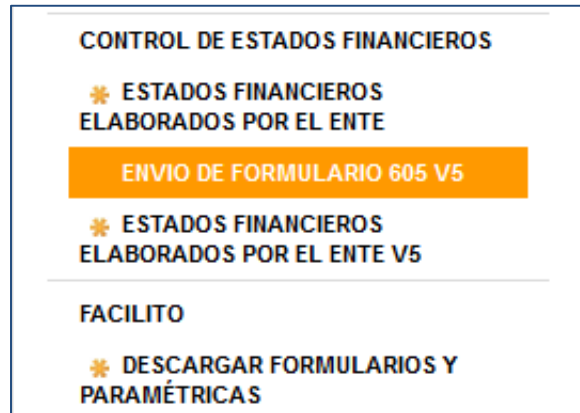 CONTROL DE ESTADOS FINANCIEROS
ESTADOS FINANCIEROS
ELABORADOS POR EL ENTE
ENVIO DE FORMULARIO 605 V5
ESTADOS FINANCIEROS
ELABORADOS POR EL ENTE V5
FACILITO
DESCARGAR FORMULARIOS Y
PARAMÉTRICAS